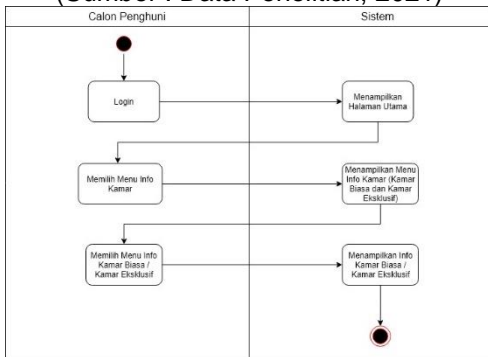 (Sumber : Data Penelitian, 2021)
Calon Penghuni
Sistem
Login
Menampilkan
Halaman Utama
Memilih Menu Info
Kamar
Menampilkan Menu
Info Kamar (Kamar
Biasa dan Kamar
Eksklusif)
Memilih Menu Info
Kamar Biasa /
Kamar Eksklusif
Menampilkan Info
Kamar Biasa /
Kamar Eksklusif